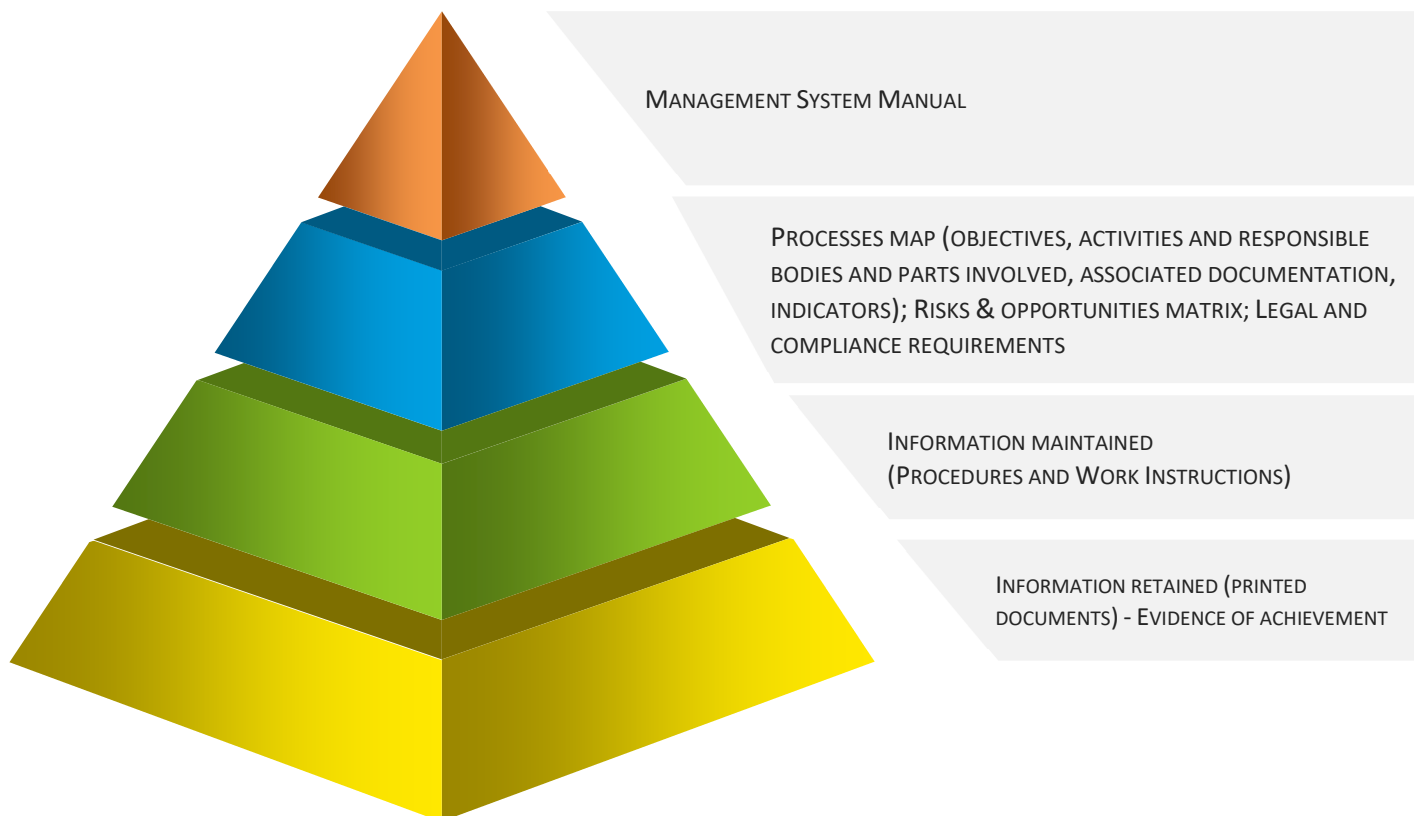 Management System Manual
Processes map (objectives, activities and responsible
bodies and parts involved, associated documentation,
indicators); Risks & opportunities matrix; Legal and
compliance requirements
Information maintained
(Procedures and Work Instructions)
Information retained (printed
documents) - Evidence of achievement